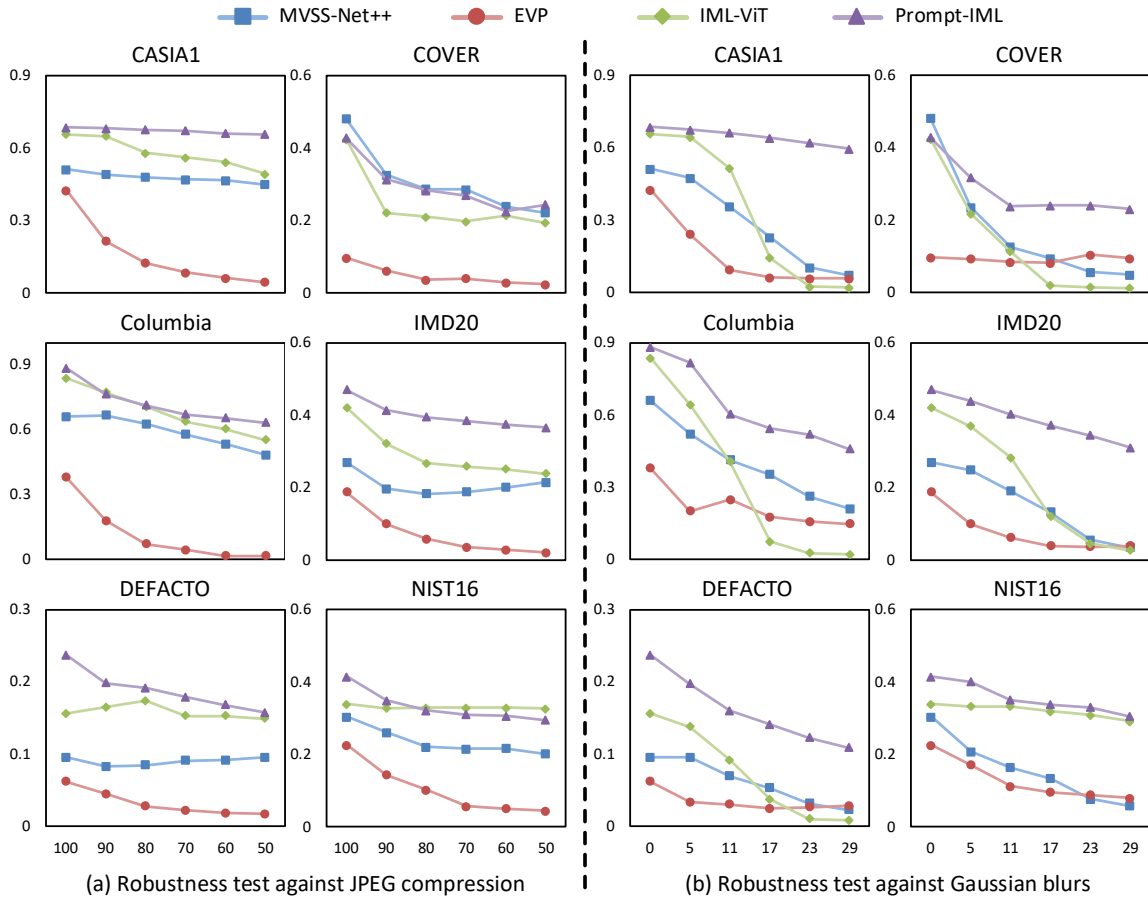 MVSS-Net++ EVP IML-ViT Prompt-IML
CASIA1 COVER CASIA1 COVER
0.9 0.6 0.9 0.6
0.6 0.4 0.6 0.4
0.3 0.2 0.3 0.2
0 0 0 0
Columbia IMD20 Columbia IMD20
0.6 0.9 0.6
0.9
0.4 0.6 0.4
0.6
0.3 0.2 0.3 0.2
0 0 0 0
DEFACTO NIST16 DEFACTO NIST16
0.3 0.6 0.3 0.6
0.2 0.4 0.2 0.4
0.1 0.2 0.1 0.2
0 0 0 0
100 90 80 70 60 50 100 90 80 70 60 50 0 5 11 17 23 29 0 5 11 17 23 29
(a) Robustness test against JPEG compression (b) Robustness test against Gaussian blurs